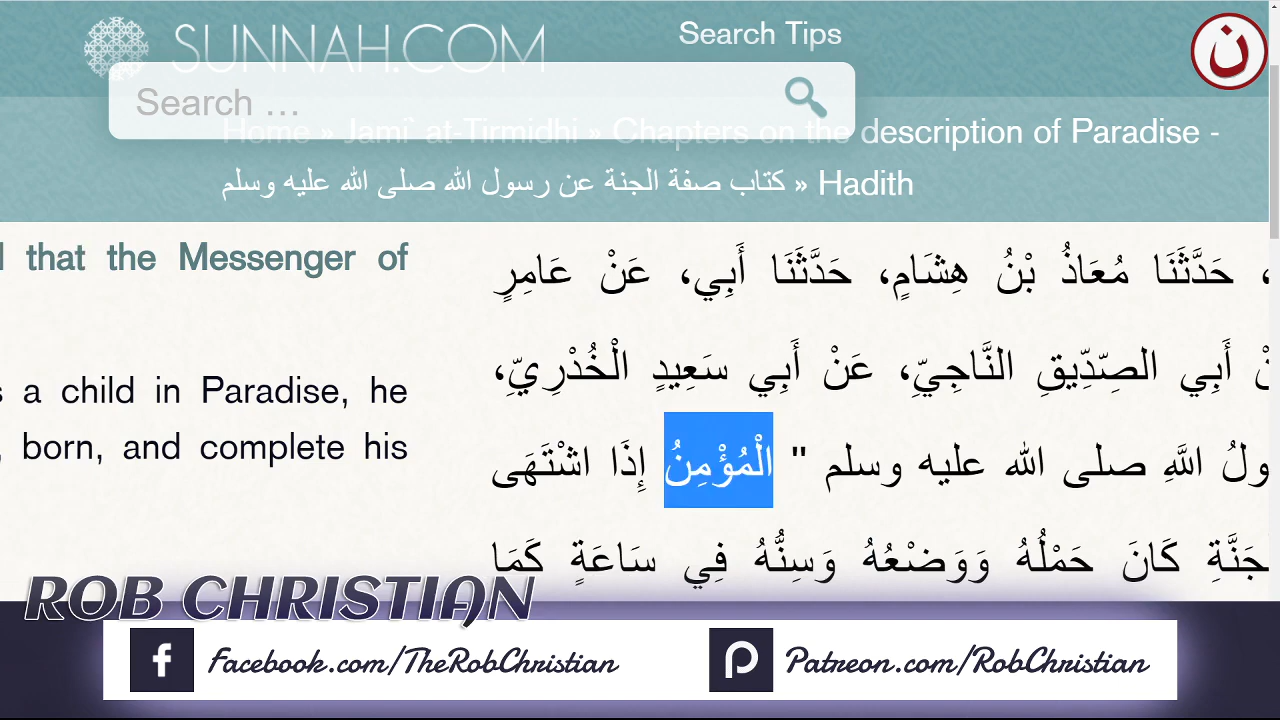 SUNNAH.COM
Search Tips
ن
Search ...
Home » Jami` at-Tirmidhi » Chapters on the description of Paradise -
كتاب صفة الجنة عن رسول الله صلى الله عليه وسلم » Hadith
that the Messenger of
a child in Paradise, he
born, and complete his
، حَدَّثَنَا مُعَاذُ بْنُ هِشَامٍ، حَدَّثَنَا أَبِي، عَنْ عَامِرٍ
أَبِي الصِّدِّيقِ النَّاجِيِّ، عَنْ أَبِي سَعِيدٍ الْخُدْرِيِّ،
اللَّهِ صلى الله عليه وسلم " الْمُؤْمِنُ إِذَا اشْتَهَى
كَانَ حَمْلُهُ وَوَضْعُهُ وَسِنُّهُ فِي سَاعَةٍ كَمَا
ROB CHRISTIAN
f Facebook.com/TheRobChristian
Patreon.com/RobChristian